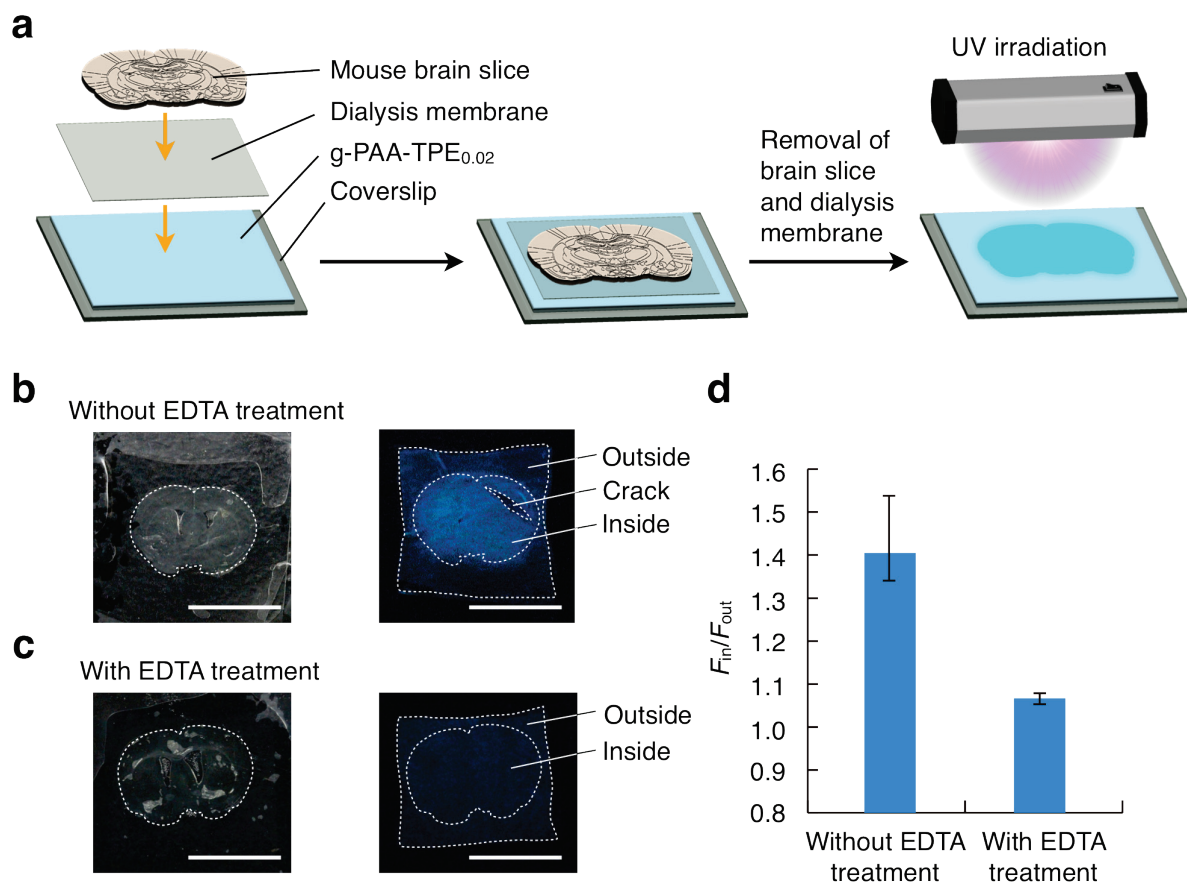 a
Mouse brain slice
Dialysis membrane
g-PAA-TPE0.02
Coverslip
Removal of
brain slice
and dialysis
membrane
UV irradiation
b
Without EDTA treatment
Outside
Crack
Inside
c
With EDTA treatment
Outside
Inside
d
Fin/Fout
1.6
1.5
1.4
1.3
1.2
1.1
1.0
0.9
0.8
Without EDTA
treatment
With EDTA
treatment